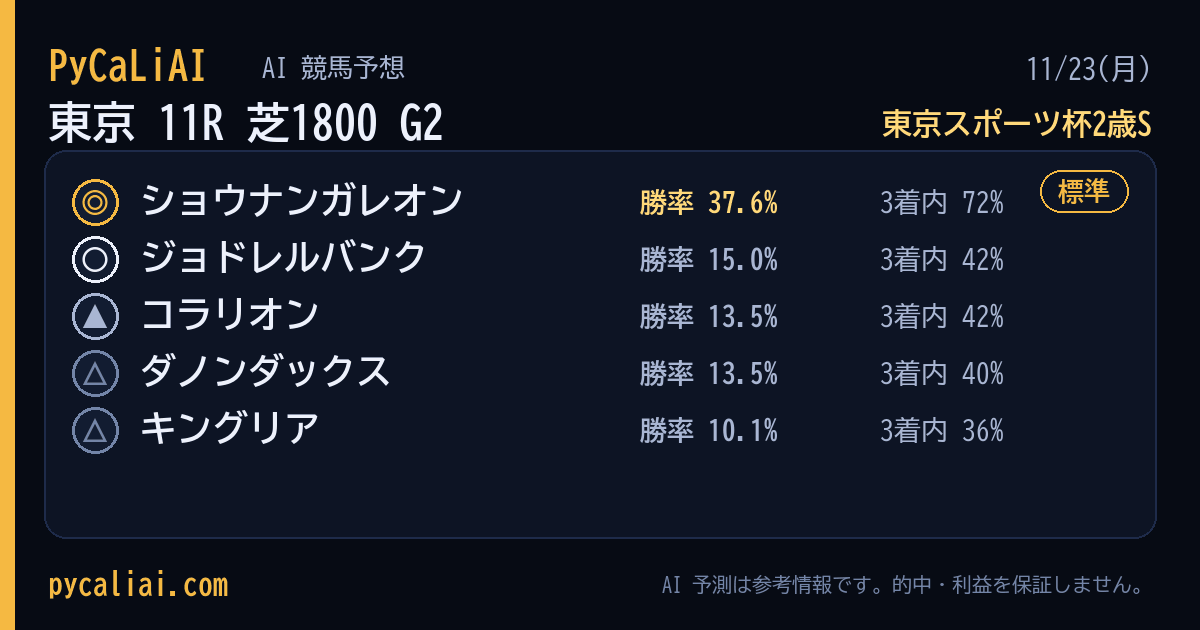 PyCaLiAI AI 競馬予想 11/23(月)
東京 11R 芝1800 G2 東京スポーツ杯2歳S
◎ ショウナンガレオン 勝率 37.6% 3着内 72% 標準
○ ジョドレルバンク 勝率 15.0% 3着内 42%
▲ コラリオン 勝率 13.5% 3着内 42%
△ ダノンダックス 勝率 13.5% 3着内 40%
△ キングリア 勝率 10.1% 3着内 36%
pycaliai.com AI 予測は参考情報です。的中・利益を保証しません。